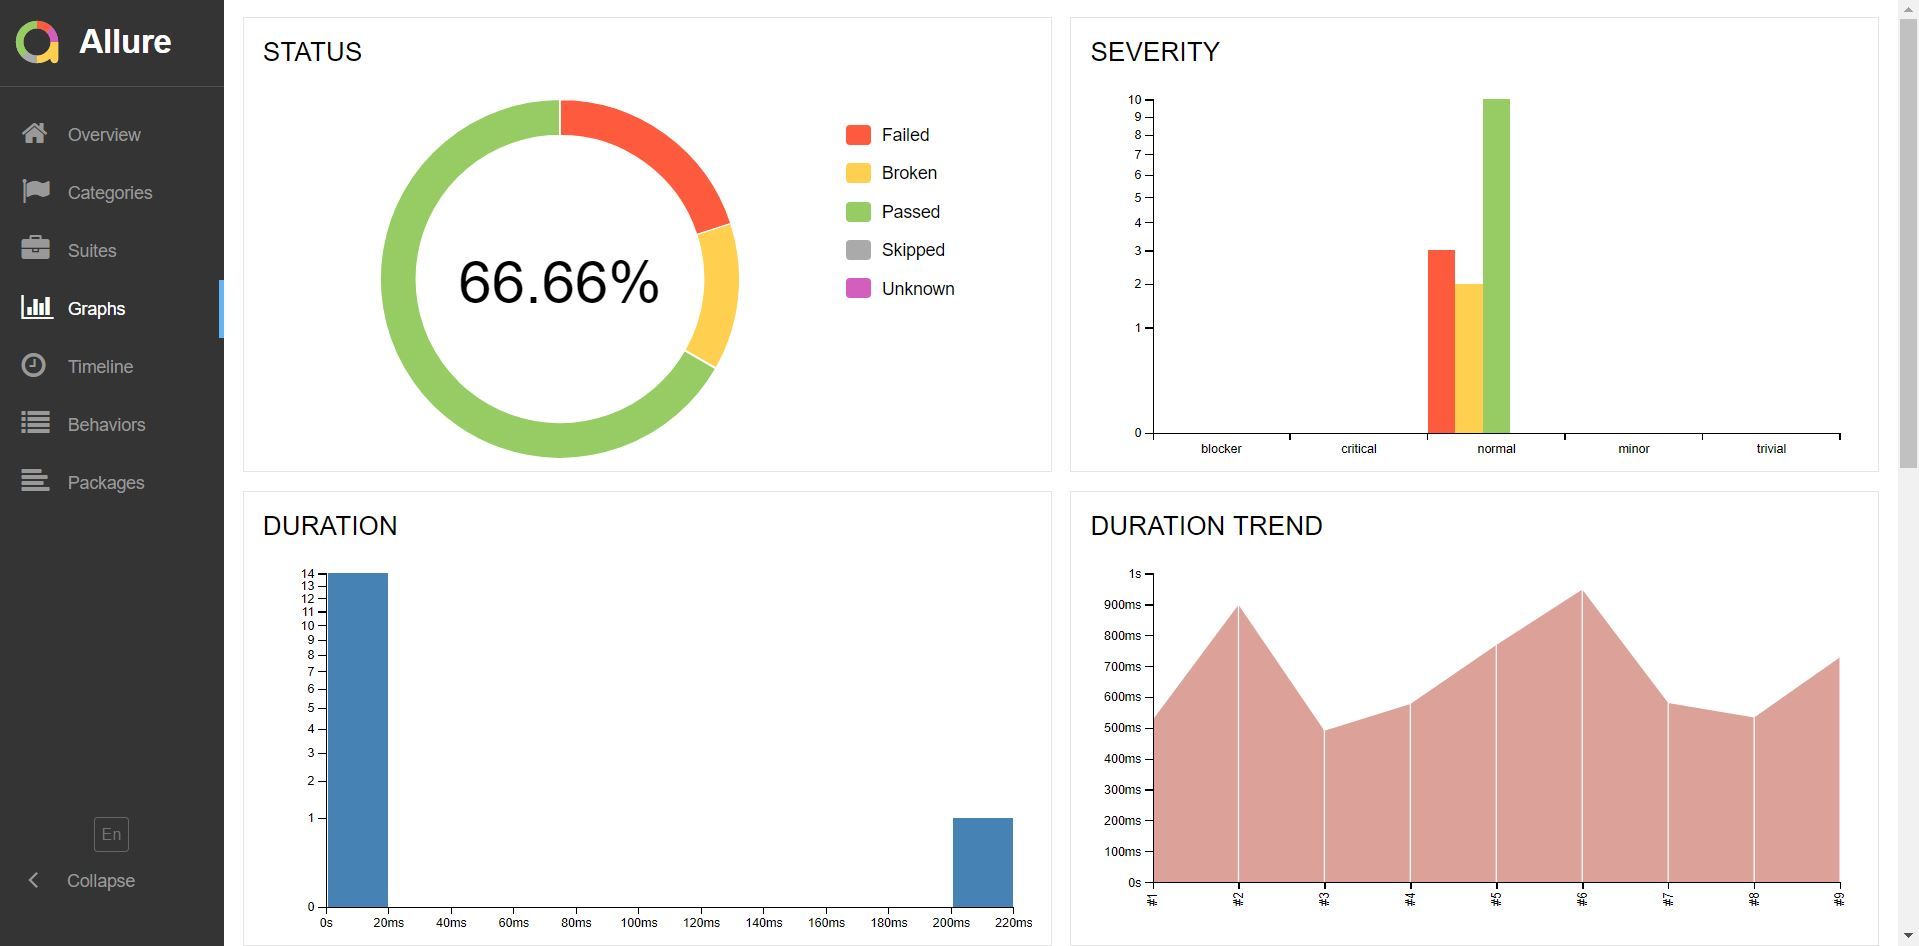 Allure
Overview
Categories
Suites
Graphs
Timeline
Behaviors
Packages
En
Collapse
STATUS
66.66%
Failed
Broken
Passed
Skipped
Unknown
SEVERITY
10
9
8
7
6
5
4
3
2
1
0
blocker critical normal minor trivial
DURATION
14
13
12
11
10
9
8
7
6
5
4
3
2
1
0
0s 20ms 40ms 60ms 80ms 100ms 120ms 140ms 160ms 180ms 200ms 220ms
DURATION TREND
1s
900ms
800ms
700ms
600ms
500ms
400ms
300ms
200ms
100ms
0s
#1 #2 #3 #4 #5 #6 #7 #8 #9